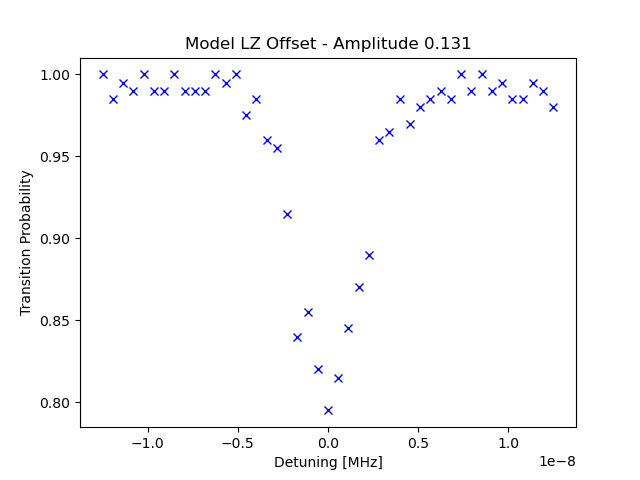 Model LZ Offset - Amplitude 0.131
Transition Probability
1.00
0.95
0.90
0.85
0.80
−1.0 −0.5 0.0 0.5 1.0
1e−8
Detuning [MHz]